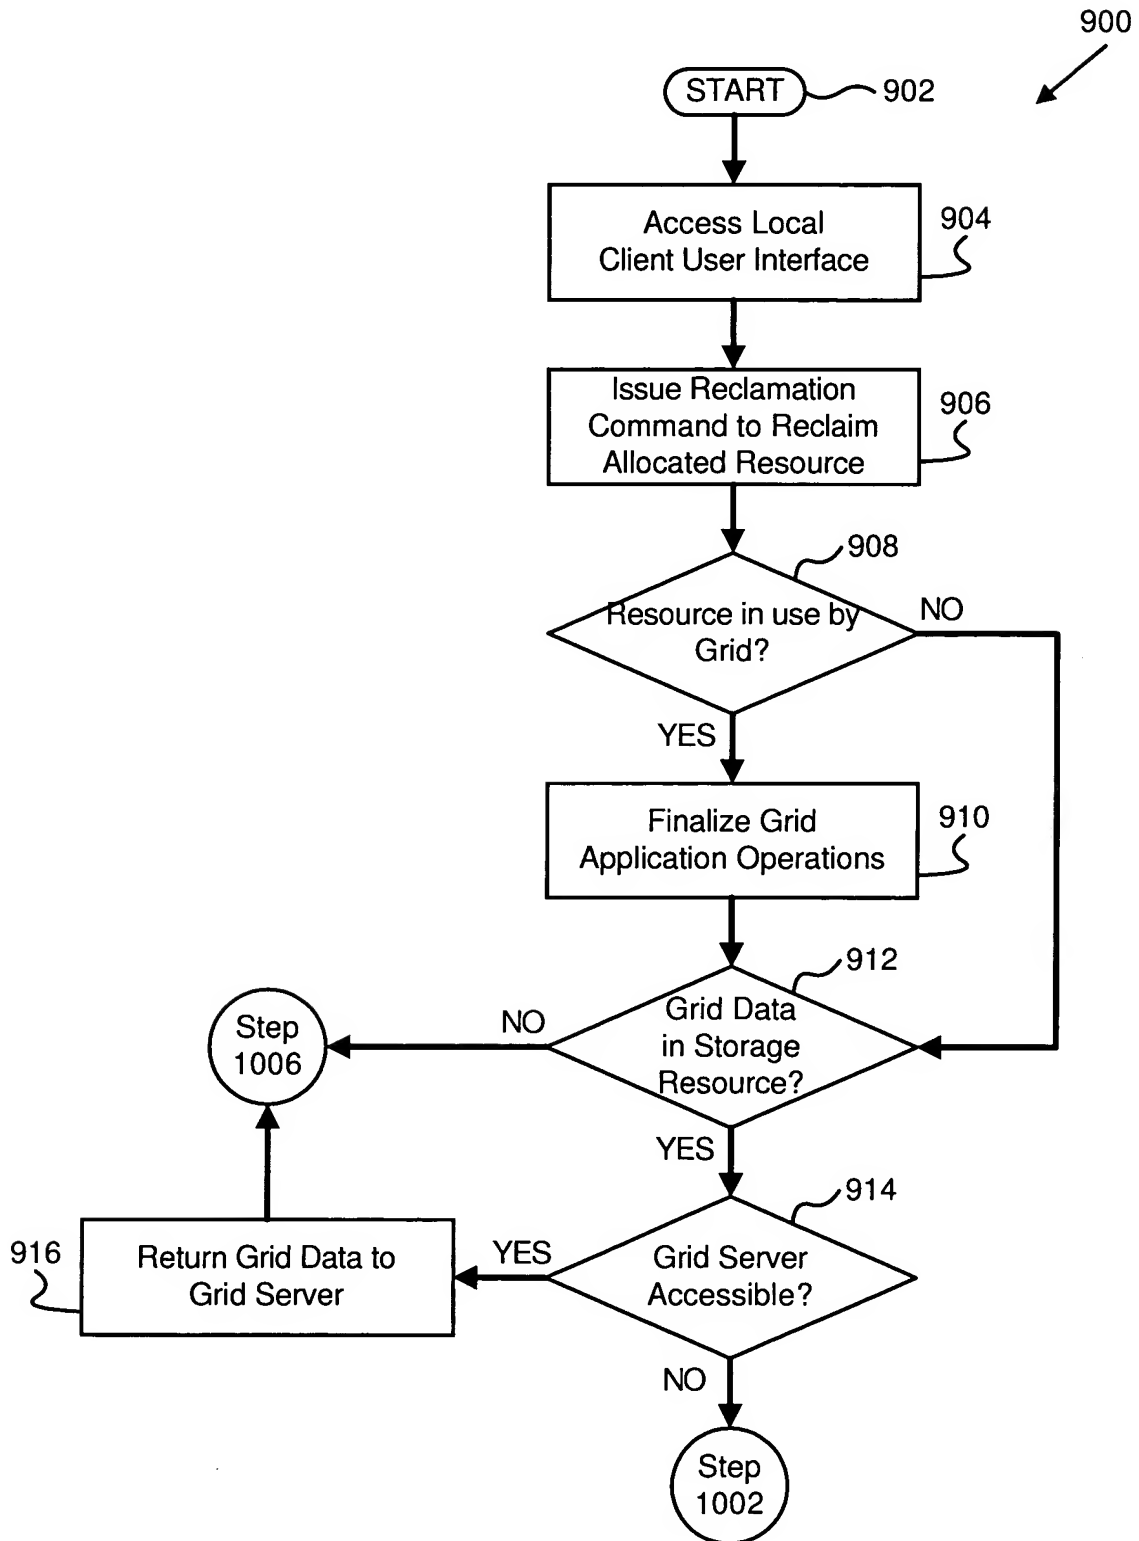 900
START
902
Access Local
Client User Interface
904
Issue Reclamation
Command to Reclaim
Allocated Resource
906
908
Resource in use by
Grid?
NO
YES
Finalize Grid
Application Operations
910
912
Grid Data
in Storage
Resource?
NO
Step
1006
YES
914
Grid Server
Accessible?
YES
916
Return Grid Data to
Grid Server
NO
Step
1002